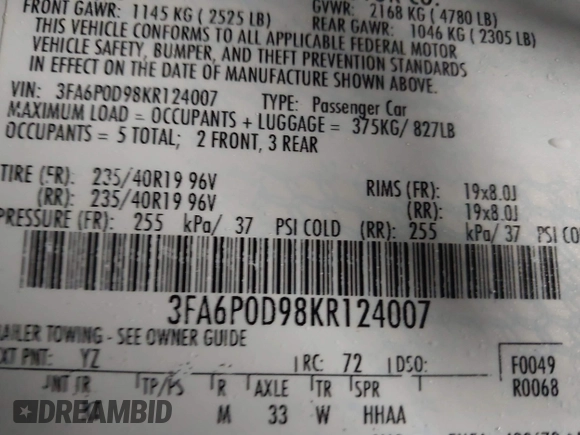 FRONT GAWR: 1145 KG ( 2525 LB)
GVWR: 2168 KG ( 4780 LB)
REAR GAWR: 1046 KG ( 2305 LB)
THIS VEHICLE CONFORMS TO ALL APPLICABLE FEDERAL MOTOR
VEHICLE SAFETY, BUMPER, AND THEFT PREVENTION STANDARDS
IN EFFECT ON THE DATE OF MANUFACTURE SHOWN ABOVE.
VIN: 3FA6P0D98KR124007 TYPE: Passenger Car
MAXIMUM LOAD = OCCUPANTS + LUGGAGE = 375KG/ 827LB
OCCUPANTS = 5 TOTAL; 2 FRONT, 3 REAR
TIRE (FR): 235/40R19 96V RIMS (FR): 19x8.0J
(RR): 235/40R19 96V (RR): 19x8.0J
PRESSURE (FR): 255 kPa/ 37 PSI COLD (RR): 255 kPa/ 37 PSI CO
3FA6P0D98KR124007
TOWING - SEE OWNER GUIDE
PNT: YZ RC: 72 DSO: F0049
R0068
TR TP/PS R AXLE TR SPR
M 33 W HHAA
DREAMBID